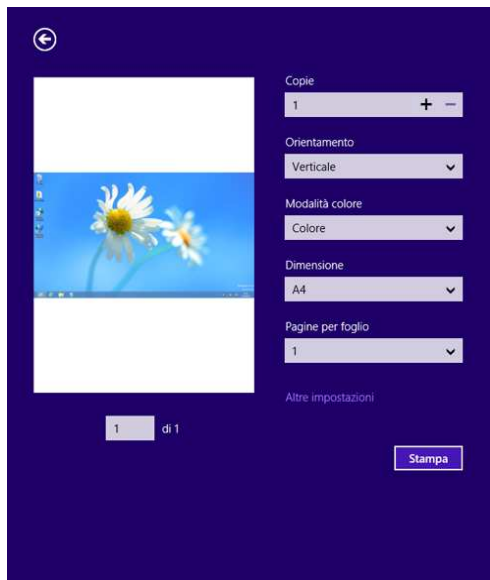 Copie
1
Orientamento
Verticale
Modalità colore
Colore
Dimensione
A4
Pagine per foglio
1
Altre impostazioni
1 di 1
Stampa